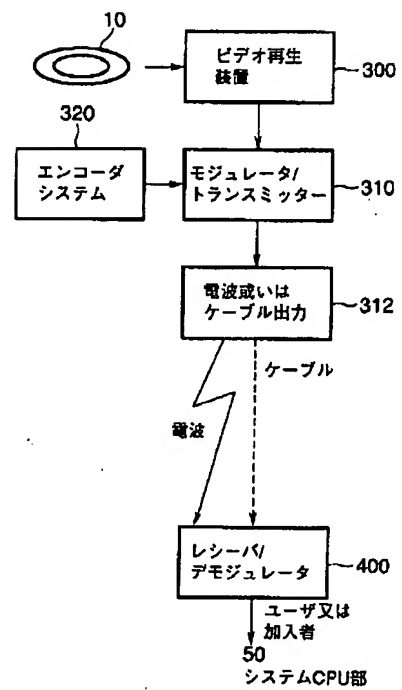 10
ビデオ再生
装置
300
320
エンコーダ
システム
モジュレータ/
トランスミッター
310
電波或いは
ケーブル出力
312
ケーブル
電波
レシーバ/
デモジュレータ
400
ユーザ又は
加入者
50
システムCPU部